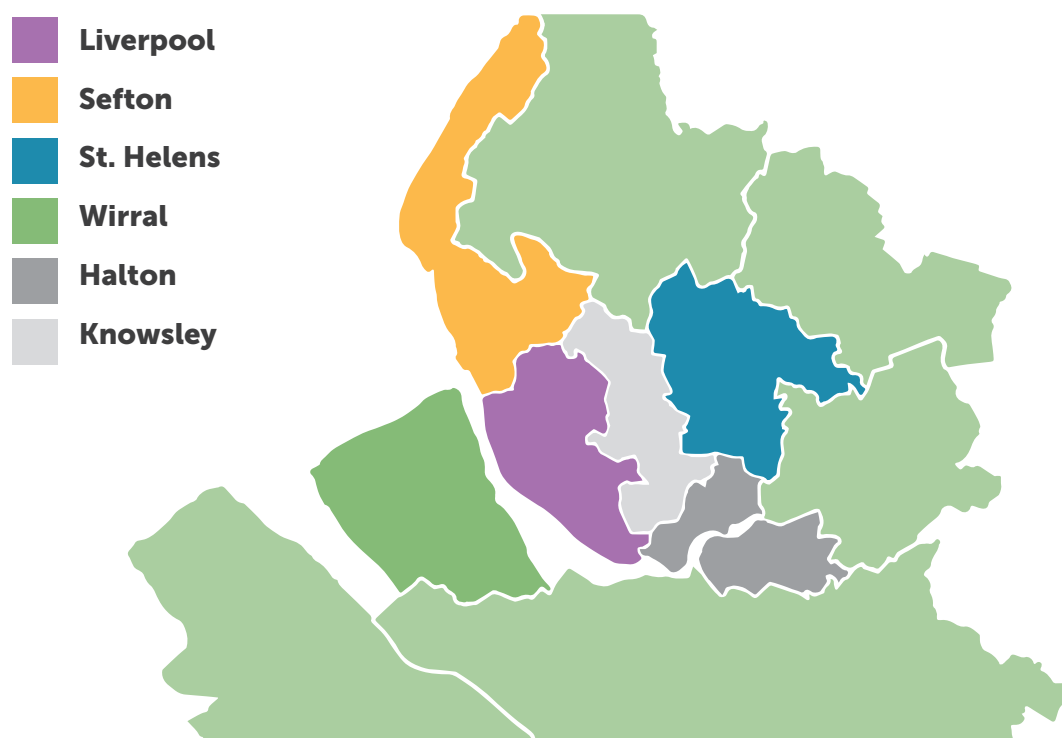 Liverpool
Sefton
St. Helens
Wirral
Halton
Knowsley